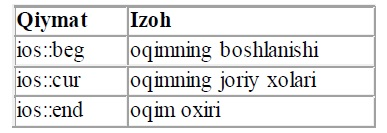 Qiymat Izoh
ios::beg oqimning boshlanishi
ios::cur oqimning joriy xolari
ios::end oqim oxiri